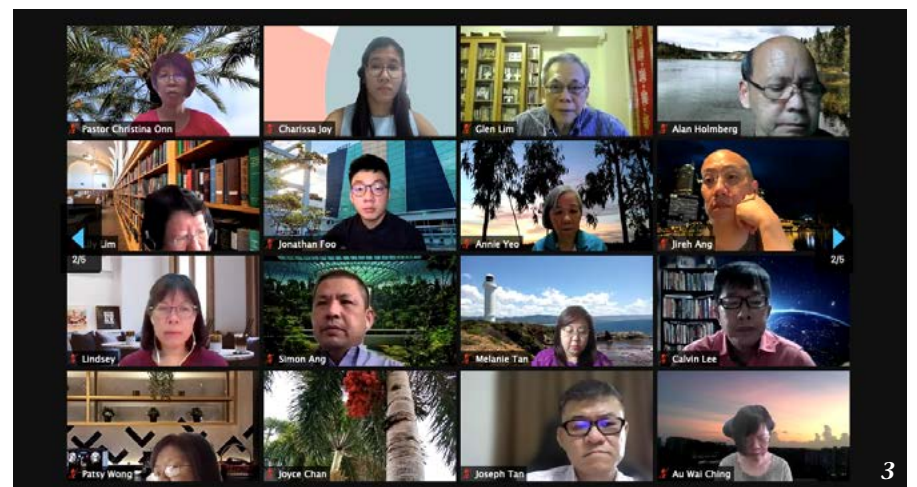 Pastor Christina Onn
Charissa Joy
Glen Lim
Alan Holmberg
Lim
Jonathan Foo
Annie Yeo
Jireh Ang
2/5
2/5
Lindsey
Simon Ang
Melanie Tan
Calvin Lee
Patsy Wong
Joyce Chan
Joseph Tan
Au Wai Ching
3